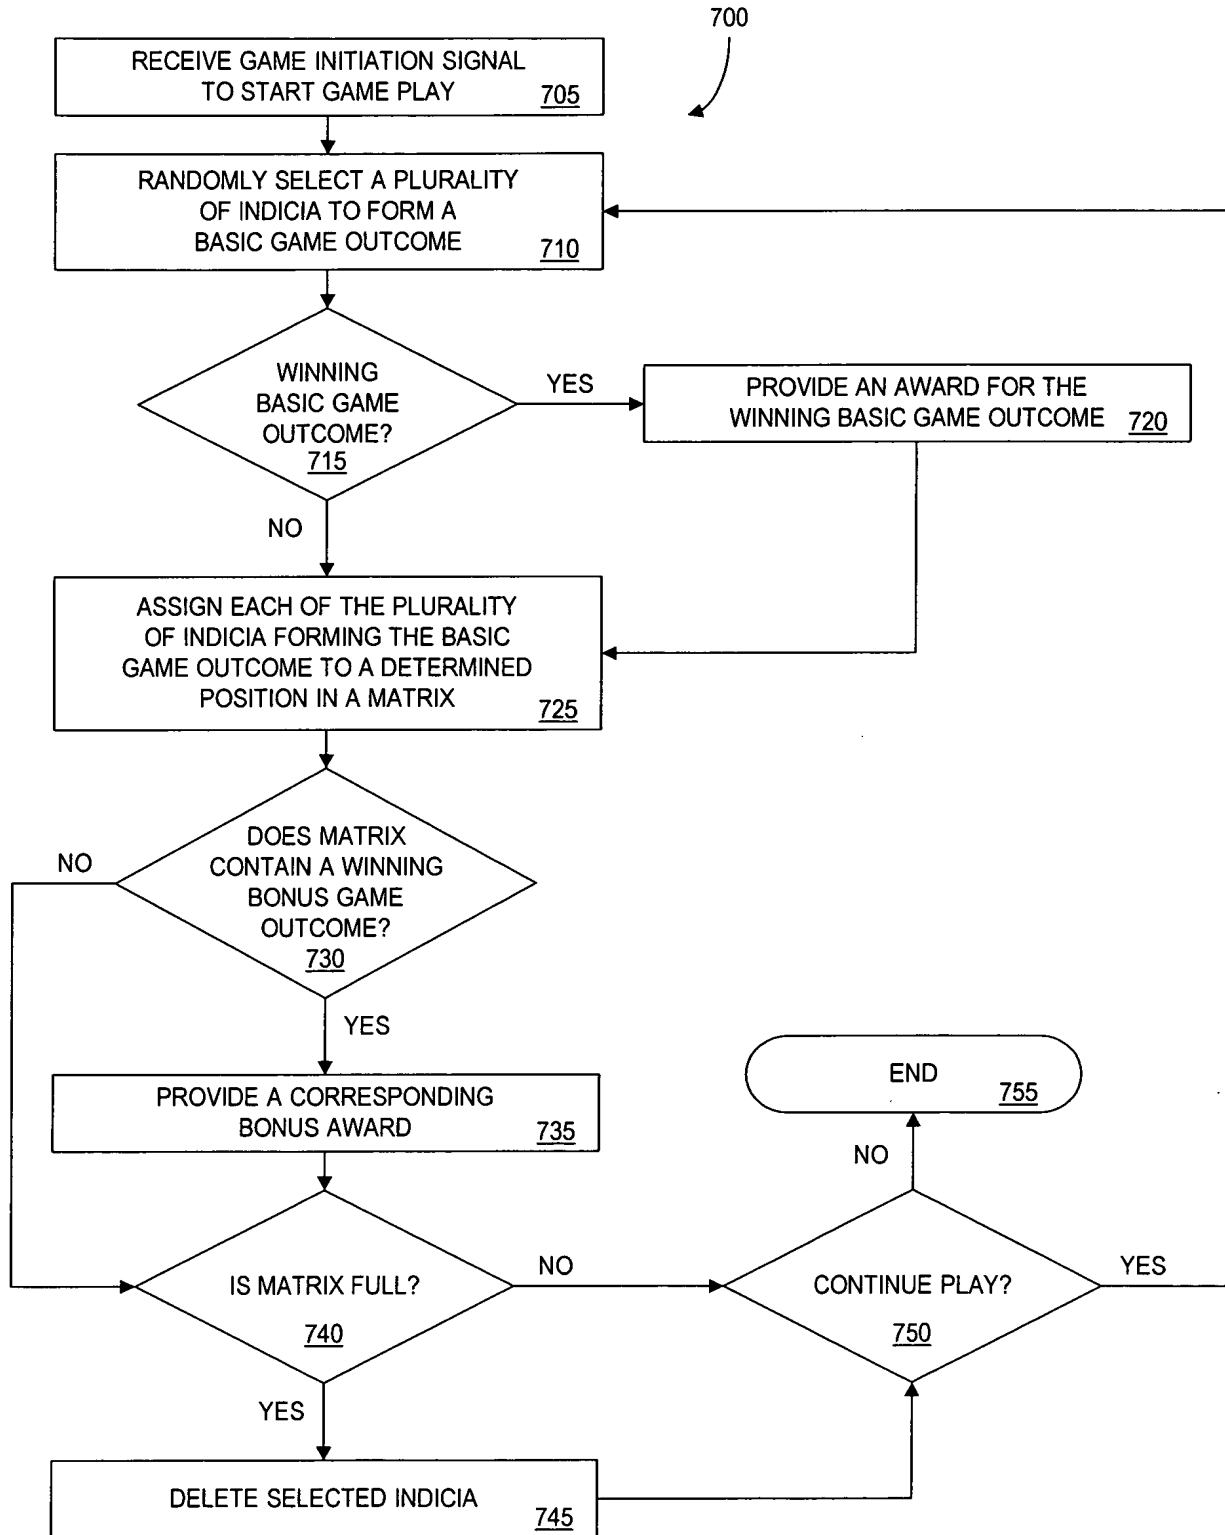 700
RECEIVE GAME INITIATION SIGNAL
TO START GAME PLAY
705
RANDOMLY SELECT A PLURALITY
OF INDICIA TO FORM A
BASIC GAME OUTCOME
710
WINNING
BASIC GAME
OUTCOME?
715
YES
PROVIDE AN AWARD FOR THE
WINNING BASIC GAME OUTCOME
720
NO
ASSIGN EACH OF THE PLURALITY
OF INDICIA FORMING THE BASIC
GAME OUTCOME TO A DETERMINED
POSITION IN A MATRIX
725
DOES MATRIX
CONTAIN A WINNING
BONUS GAME
OUTCOME?
730
NO
YES
PROVIDE A CORRESPONDING
BONUS AWARD
735
END
755
NO
IS MATRIX FULL?
740
NO
CONTINUE PLAY?
750
YES
YES
DELETE SELECTED INDICIA
745